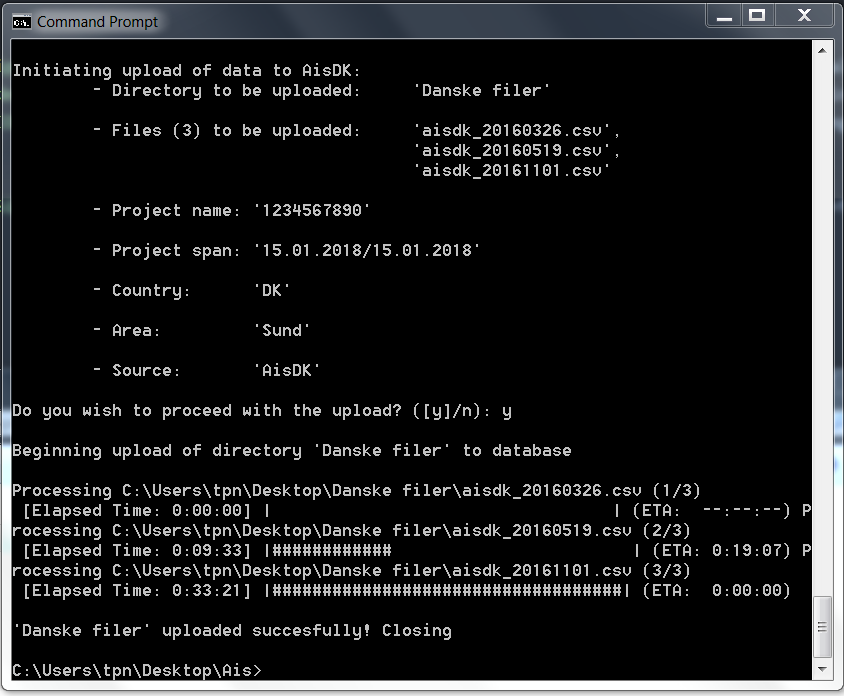 Command Prompt
Initiating upload of data to AisDK:
- Directory to be uploaded: 'Danske filer'
- Files (3) to be uploaded: 'aisdk_20160326.csv',
'aisdk_20160519.csv',
'aisdk_20161101.csv'
- Project name: '1234567890'
- Project span: '15.01.2018/15.01.2018'
- Country: 'DK'
- Area: 'Sund'
- Source: 'AisDK'
Do you wish to proceed with the upload? ([y]/n): y
Beginning upload of directory 'Danske filer' to database
Processing C:\Users\tpn\Desktop\Danske filer\aisdk_20160326.csv (1/3)
[Elapsed Time: 0:00:00] |                                   | (ETA:  --:--:--) P
rocessing C:\Users\tpn\Desktop\Danske filer\aisdk_20160519.csv (2/3)
[Elapsed Time: 0:09:33] |############                        | (ETA: 0:19:07) P
rocessing C:\Users\tpn\Desktop\Danske filer\aisdk_20161101.csv (3/3)
[Elapsed Time: 0:33:21] |###################################| (ETA:  0:00:00)
'Danske filer' uploaded succesfully! Closing
C:\Users\tpn\Desktop\Ais>